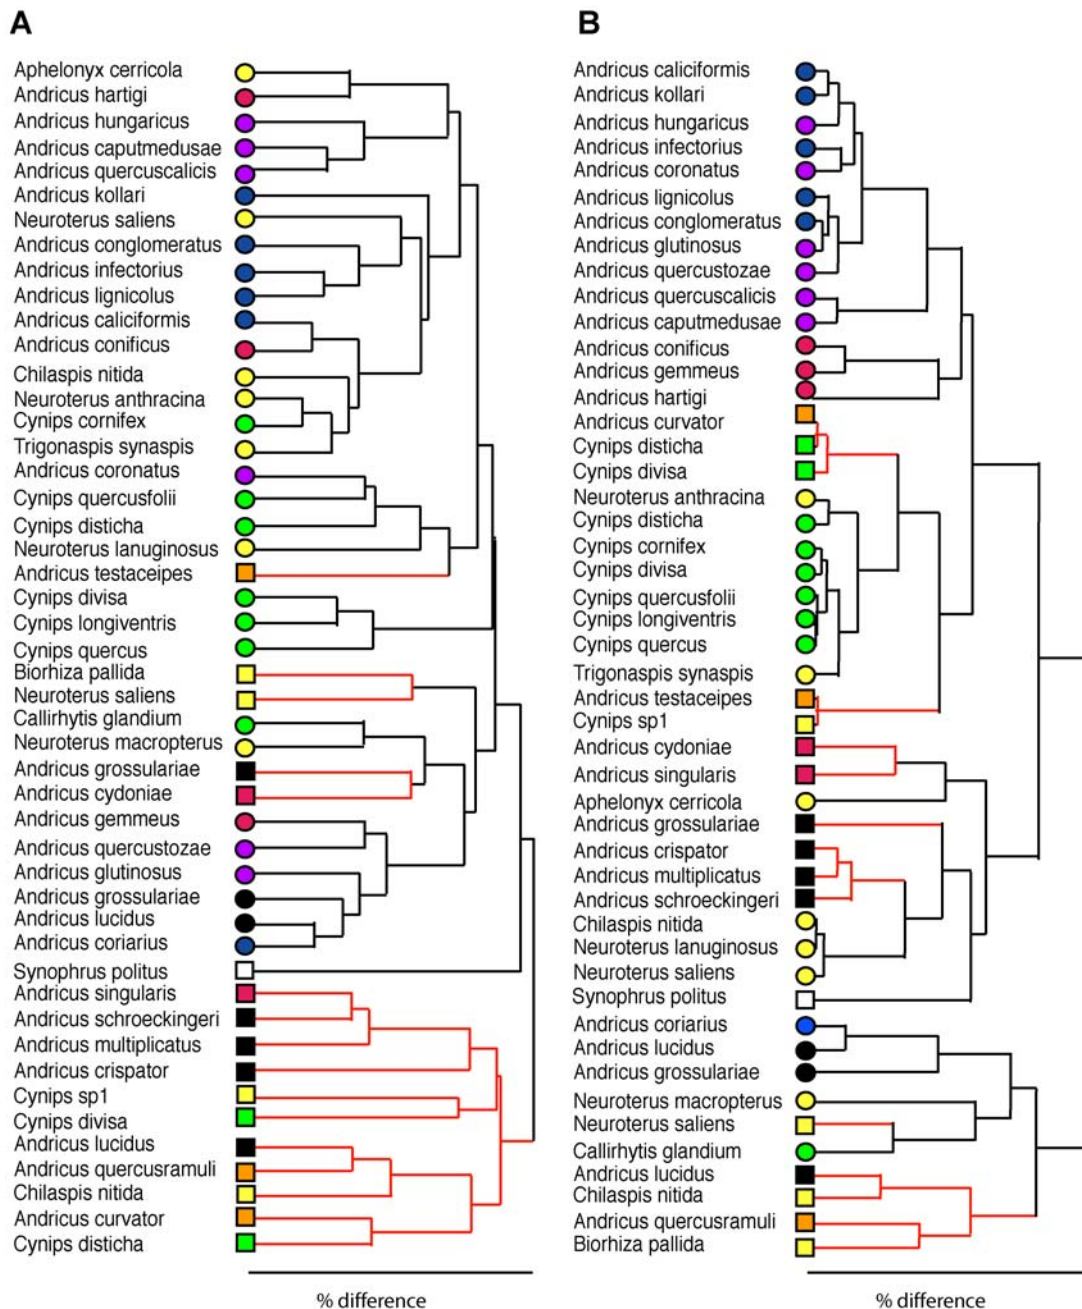 A
Aphelonyx cerricola
Andricus hartigi
Andricus hungaricus
Andricus caputmedusae
Andricus quercuscalicis
Andricus kollari
Neuroterus saliens
Andricus conglomeratus
Andricus infectorius
Andricus lignicolus
Andricus caliciformis
Andricus conificus
Chilaspis nitida
Neuroterus anthracina
Cynips cornifex
Trigonaspis synaspis
Andricus coronatus
Cynips quercusfolii
Cynips disticha
Neuroterus lanuginosus
Andricus testaceipes
Cynips divisa
Cynips longiventris
Cynips quercus
Biorhiza pallida
Neuroterus saliens
Callirhytis glandium
Neuroterus macropterus
Andricus grossulariae
Andricus cydoniae
Andricus gemmeus
Andricus quercustozae
Andricus glutinosus
Andricus grossulariae
Andricus lucidus
Andricus coriarius
Synophrus politus
Andricus singularis
Andricus schroeckingeri
Andricus multiplicatus
Andricus crispator
Cynips sp1
Cynips divisa
Andricus lucidus
Andricus quercusramuli
Chilaspis nitida
Andricus curvator
Cynips disticha
% difference
B
Andricus caliciformis
Andricus kollari
Andricus hungaricus
Andricus infectorius
Andricus coronatus
Andricus lignicolus
Andricus conglomeratus
Andricus glutinosus
Andricus quercustozae
Andricus quercuscalicis
Andricus caputmedusae
Andricus conificus
Andricus gemmeus
Andricus hartigi
Andricus curvator
Cynips disticha
Cynips divisa
Neuroterus anthracina
Cynips disticha
Cynips cornifex
Cynips divisa
Cynips quercusfolii
Cynips longiventris
Cynips quercus
Trigonaspis synaspis
Andricus testaceipes
Cynips sp1
Andricus cydoniae
Andricus singularis
Aphelonyx cerricola
Andricus grossulariae
Andricus crispator
Andricus multiplicatus
Andricus schroeckingeri
Chilaspis nitida
Neuroterus lanuginosus
Neuroterus saliens
Synophrus politus
Andricus coriarius
Andricus lucidus
Andricus grossulariae
Neuroterus macropterus
Neuroterus saliens
Callirhytis glandium
Andricus lucidus
Chilaspis nitida
Andricus quercusramuli
Biorhiza pallida
% difference